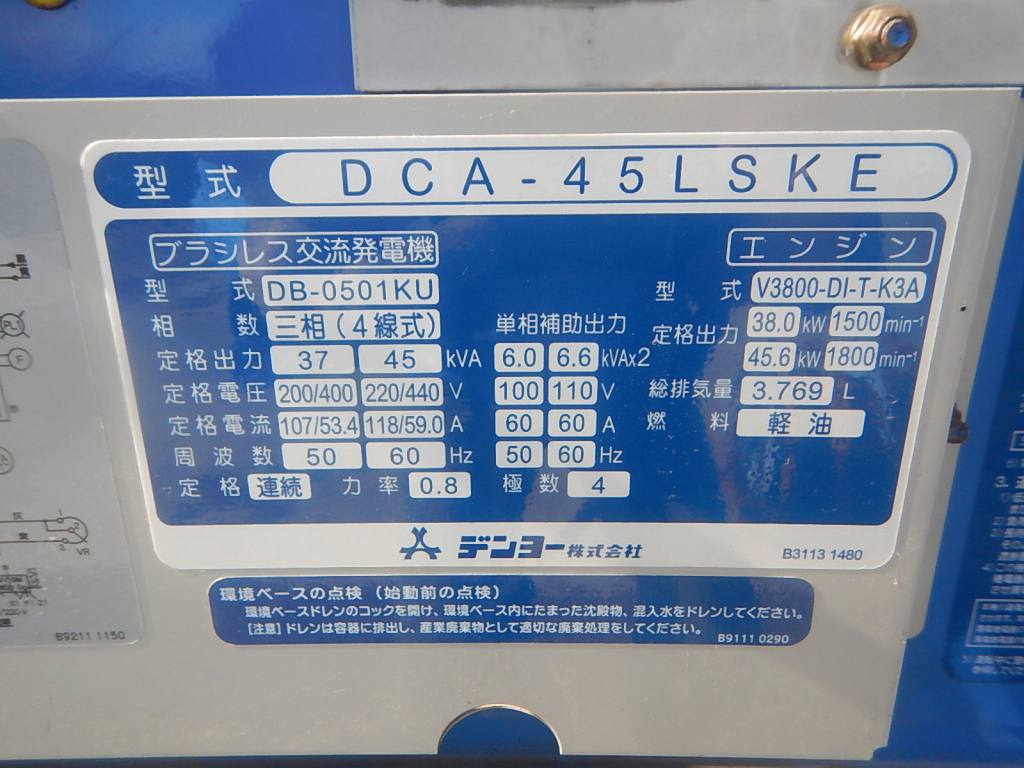 型式 DCA-45LSKE
ブラシレス交流発電機
型式 DB-0501KU
相数 三相(4線式)
定格出力 37 45 kVA
定格電圧 200/400 220/440 V
定格電流 107/53.4 118/59.0 A
周波数 50 60 Hz
定格 連続 力率 0.8 極数 4
単相補助出力
6.0 6.6 kVAx2
100 110 V
60 60 A
50 60 Hz
エンジン
型式 V3800-DI-T-K3A
定格出力 38.0 kW 1500 min⁻¹
45.6 kW 1800 min⁻¹
総排気量 3.769 L
燃料 軽油
デンヨー株式会社
B3113 1480
環境ベースの点検 (始動前の点検)
環境ベースドレンのコックを開け、環境ベース内にたまった沈殿物、混入水をドレンしてください。
[注意] ドレンは容器に排出し、産業廃棄物として適切な廃棄処理をしてください。
B9111 0290
F
灰
1
2
3
VR
B9211 1150